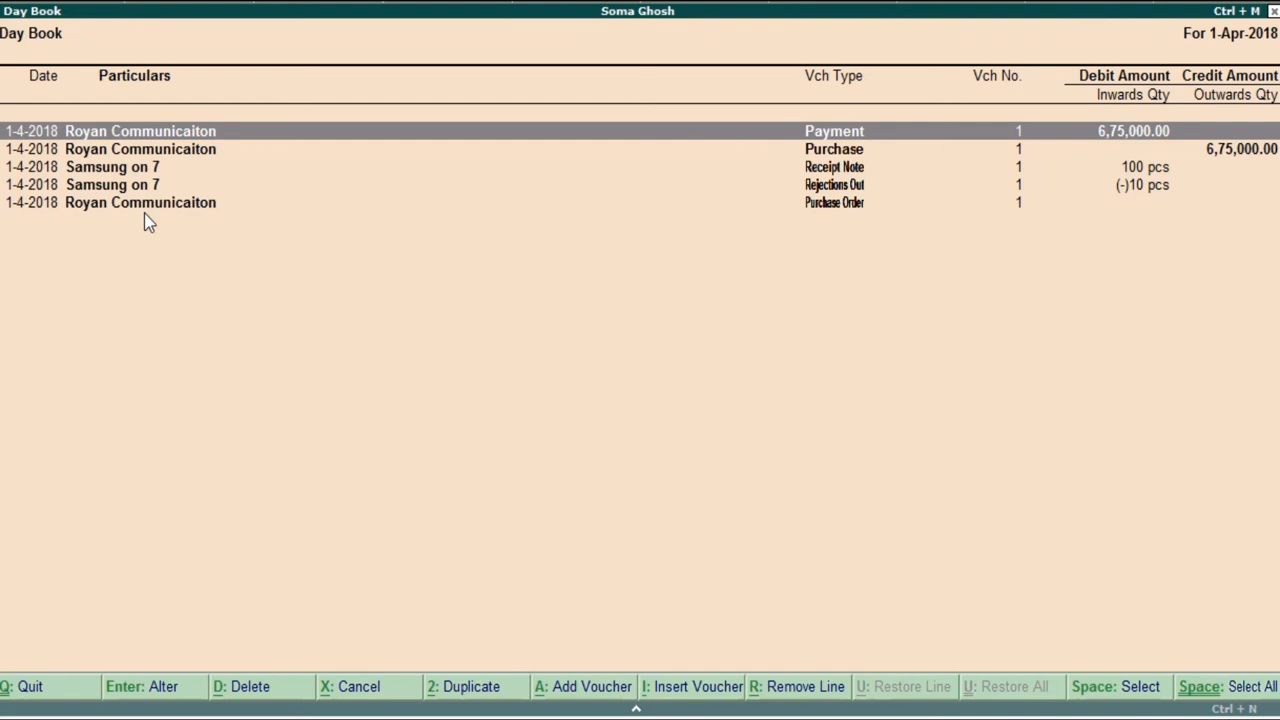 Day Book Soma Ghosh Ctrl + M x
Day Book For 1-Apr-2018
Date Particulars Vch Type Vch No. Debit Amount Credit Amount
Inwards Qty Outwards Qty
1-4-2018 Royan Communicaiton Payment 1 6,75,000.00
1-4-2018 Royan Communicaiton Purchase 1 6,75,000.00
1-4-2018 Samsung on 7 Receipt Note 1 100 pcs
1-4-2018 Samsung on 7 Rejections Out 1 (-)10 pcs
1-4-2018 Royan Communicaiton Purchase Order 1
Q: Quit Enter: Alter D: Delete X: Cancel 2: Duplicate A: Add Voucher I: Insert Voucher R: Remove Line U: Restore Line U: Restore All Space: Select Space: Select All
Ctrl + N